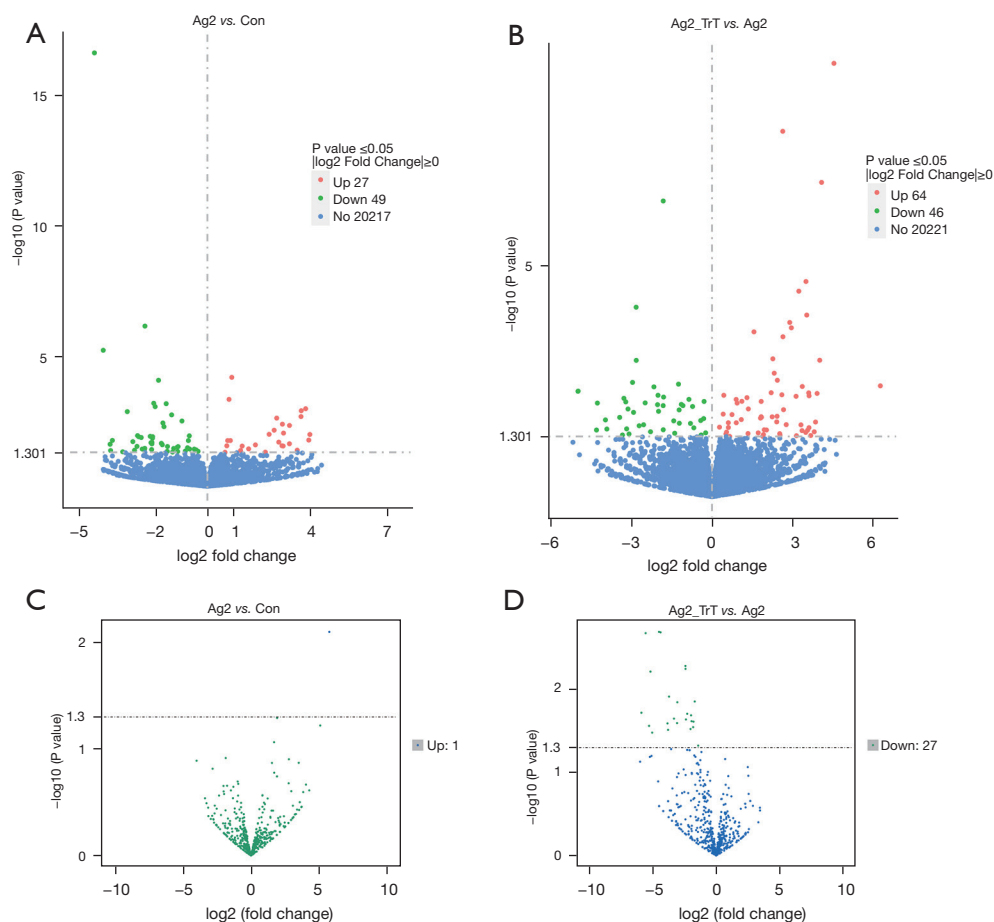 A
Ag2 vs. Con
15
10
5
1.301
−log10 (P value)
P value ≤0.05
|log2 Fold Change|≥0
Up 27
Down 49
No 20217
−5 −2 0 1 4 7
log2 fold change
B
Ag2_TrT vs. Ag2
5
1.301
−log10 (P value)
P value ≤0.05
|log2 Fold Change|≥0
Up 64
Down 46
No 20221
−6 −3 0 3 6
log2 fold change
C
Ag2 vs. Con
2
1.3
1
0
−log10 (P value)
Up: 1
−10 −5 0 5 10
log2 (fold change)
D
Ag2_TrT vs. Ag2
2
1.3
1
0
−log10 (P value)
Down: 27
−10 −5 0 5 10
log2 (fold change)